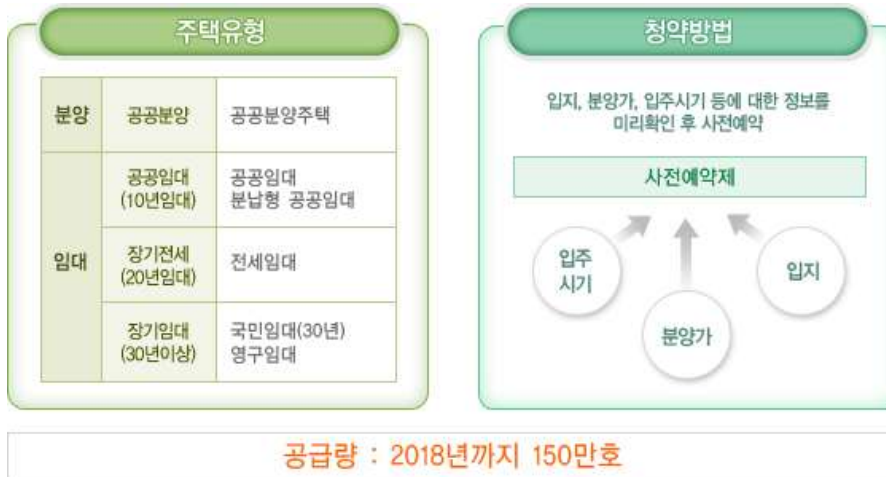 주택유형
분양
공공분양
공공분양주택
임대
공공임대
(10년임대)
공공임대
분납형 공공임대
장기전세
(20년임대)
전세임대
장기임대
(30년이상)
국민임대(30년)
영구임대
청약방법
입지, 분양가, 입주시기 등에 대한 정보를
미리확인 후 사전예약
사전예약제
입주
시기
분양가
입지
공급량 : 2018년까지 150만호